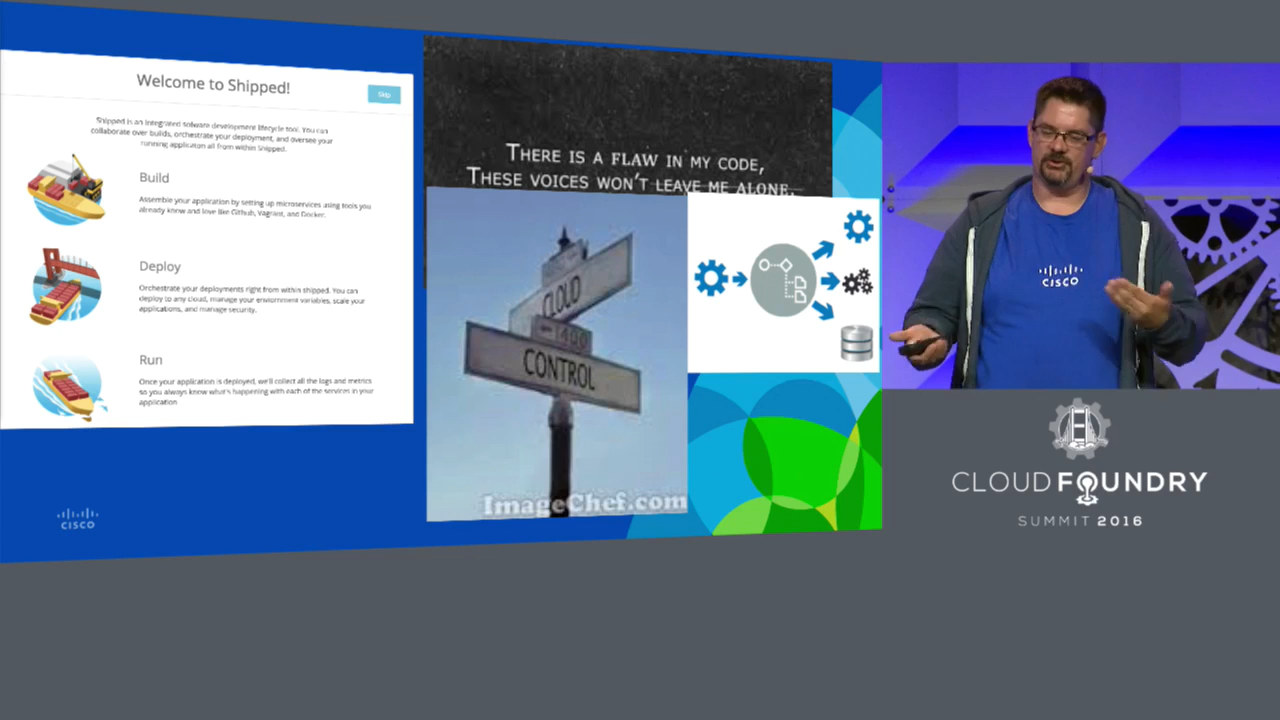 Welcome to Shipped!
Skip
Shipped is an integrated software development lifecycle tool. You can
collaborate over builds, orchestrate your deployment, and oversee your
running application all from within Shipped.
Build
Assemble your application by setting up microservices using tools you
already know and love like Github, Vagrant, and Docker.
Deploy
Orchestrate your deployments right from within shipped. You can
deploy to any cloud, manage your environment variables, scale your
applications, and manage security.
Run
Once your application is deployed, we'll collect all the logs and metrics
so you always know what's happening with each of the services in your
application
CISCO
THERE IS A FLAW IN MY CODE,
THESE VOICES WON'T LEAVE ME ALONE.
CLOUD
400
CONTROL
ImageChef.com
CISCO
CLOUD FOUNDRY
SUMMIT 2016